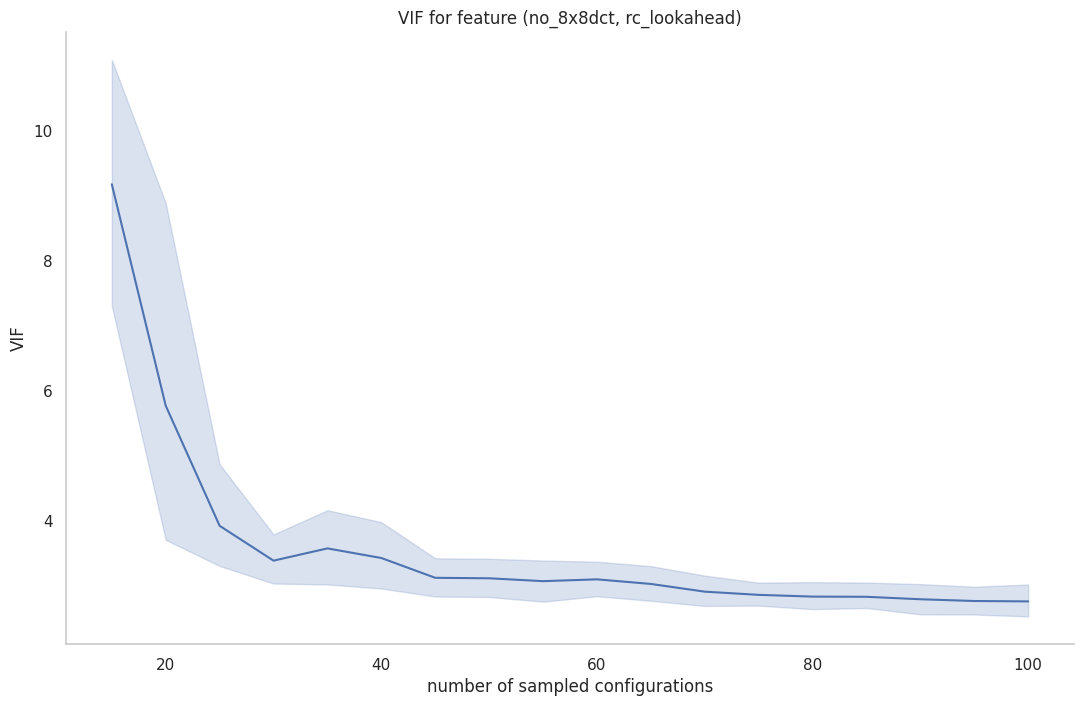 VIF for feature (no_8x8dct, rc_lookahead)
10
8
6
4
VIF
20 40 60 80 100
number of sampled configurations